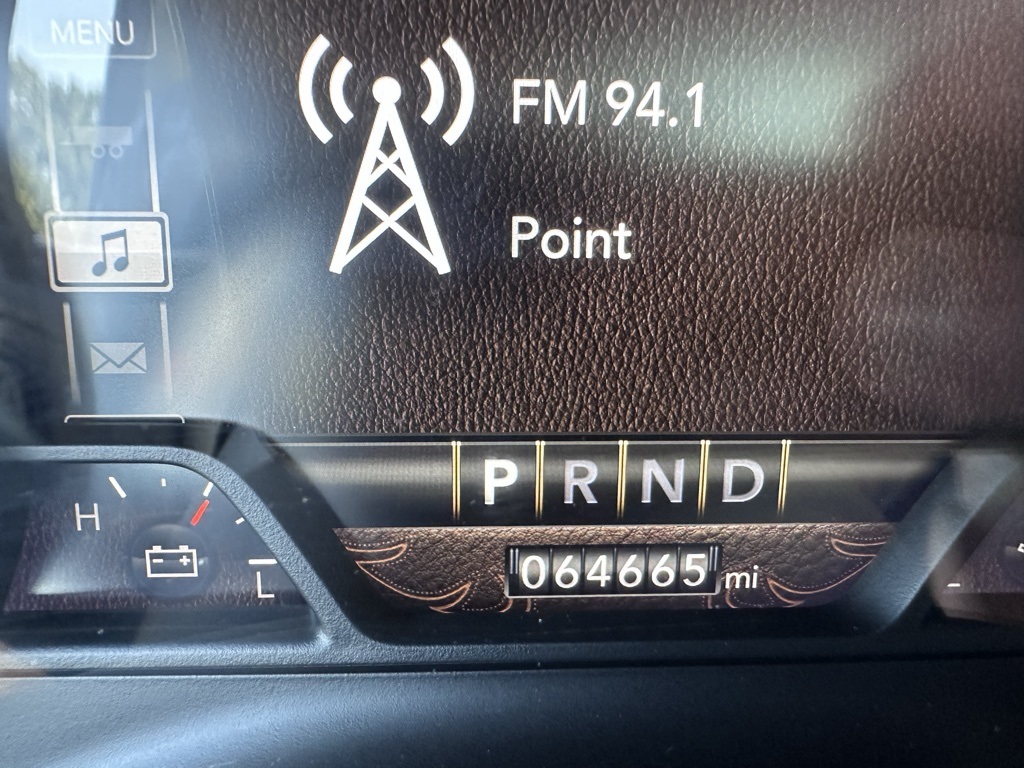 MENU
FM 94.1
Point
P R N D
H
L
064665 mi